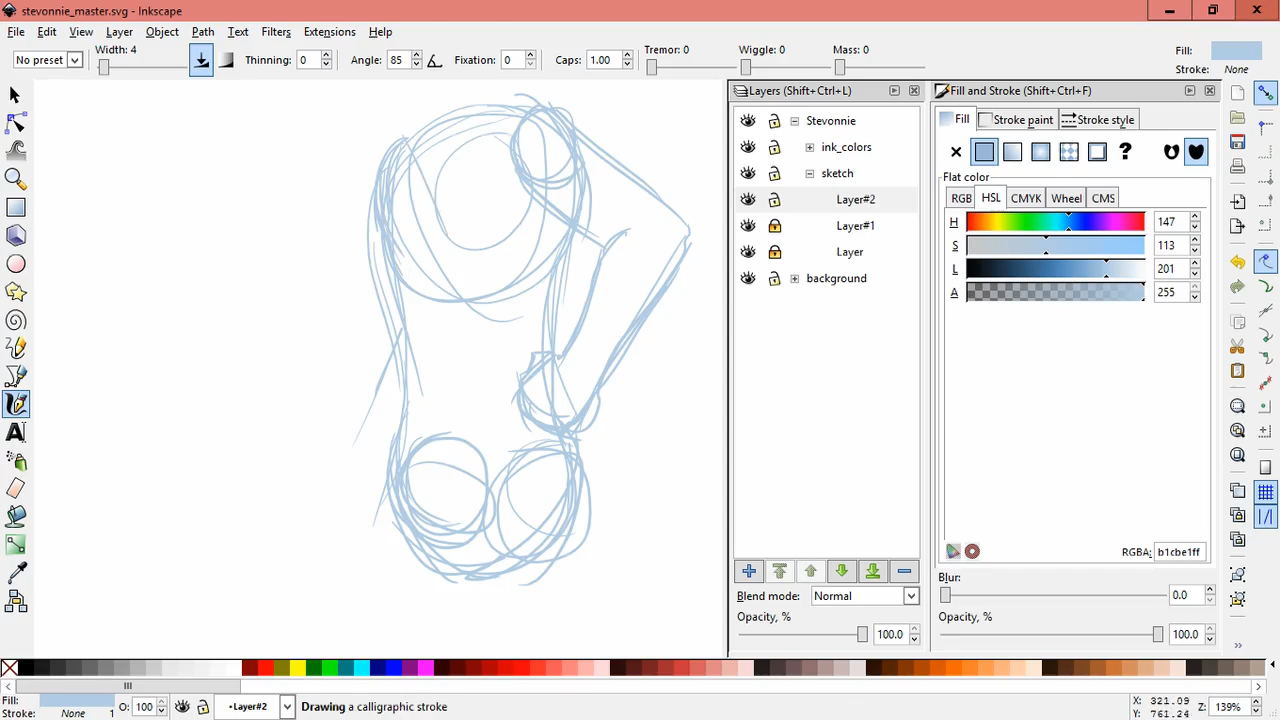 stevonnie_master.svg - Inkscape
File Edit View Layer Object Path Filters Text Extensions Help
No preset Width: 4 Thinning: 0 Angle: 85 Fixation: 0 Caps: 1.00 Tremor: 0 Wiggle: 0 Mass: 0 Fill:
Stroke: None
Layers (Shift+Ctrl+L) Fill and Stroke (Shift+Ctrl+F)
Stevonnie Fill Stroke paint Stroke style
ink_colors ?
sketch Flat color
Layer#2 RGB HSL CMYK Wheel CMS
Layer#1 H 147
Layer S 113
background L 201
A 255
RGBA: b1cbe1ff
Blend mode: Normal Blur:
0.0
Opacity, % Opacity, %
100.0 100.0
Fill: O: 100 Layer#2 Drawing a calligraphic stroke X: 321.09
Stroke: None 1 Y: 761.24 Z: 139%